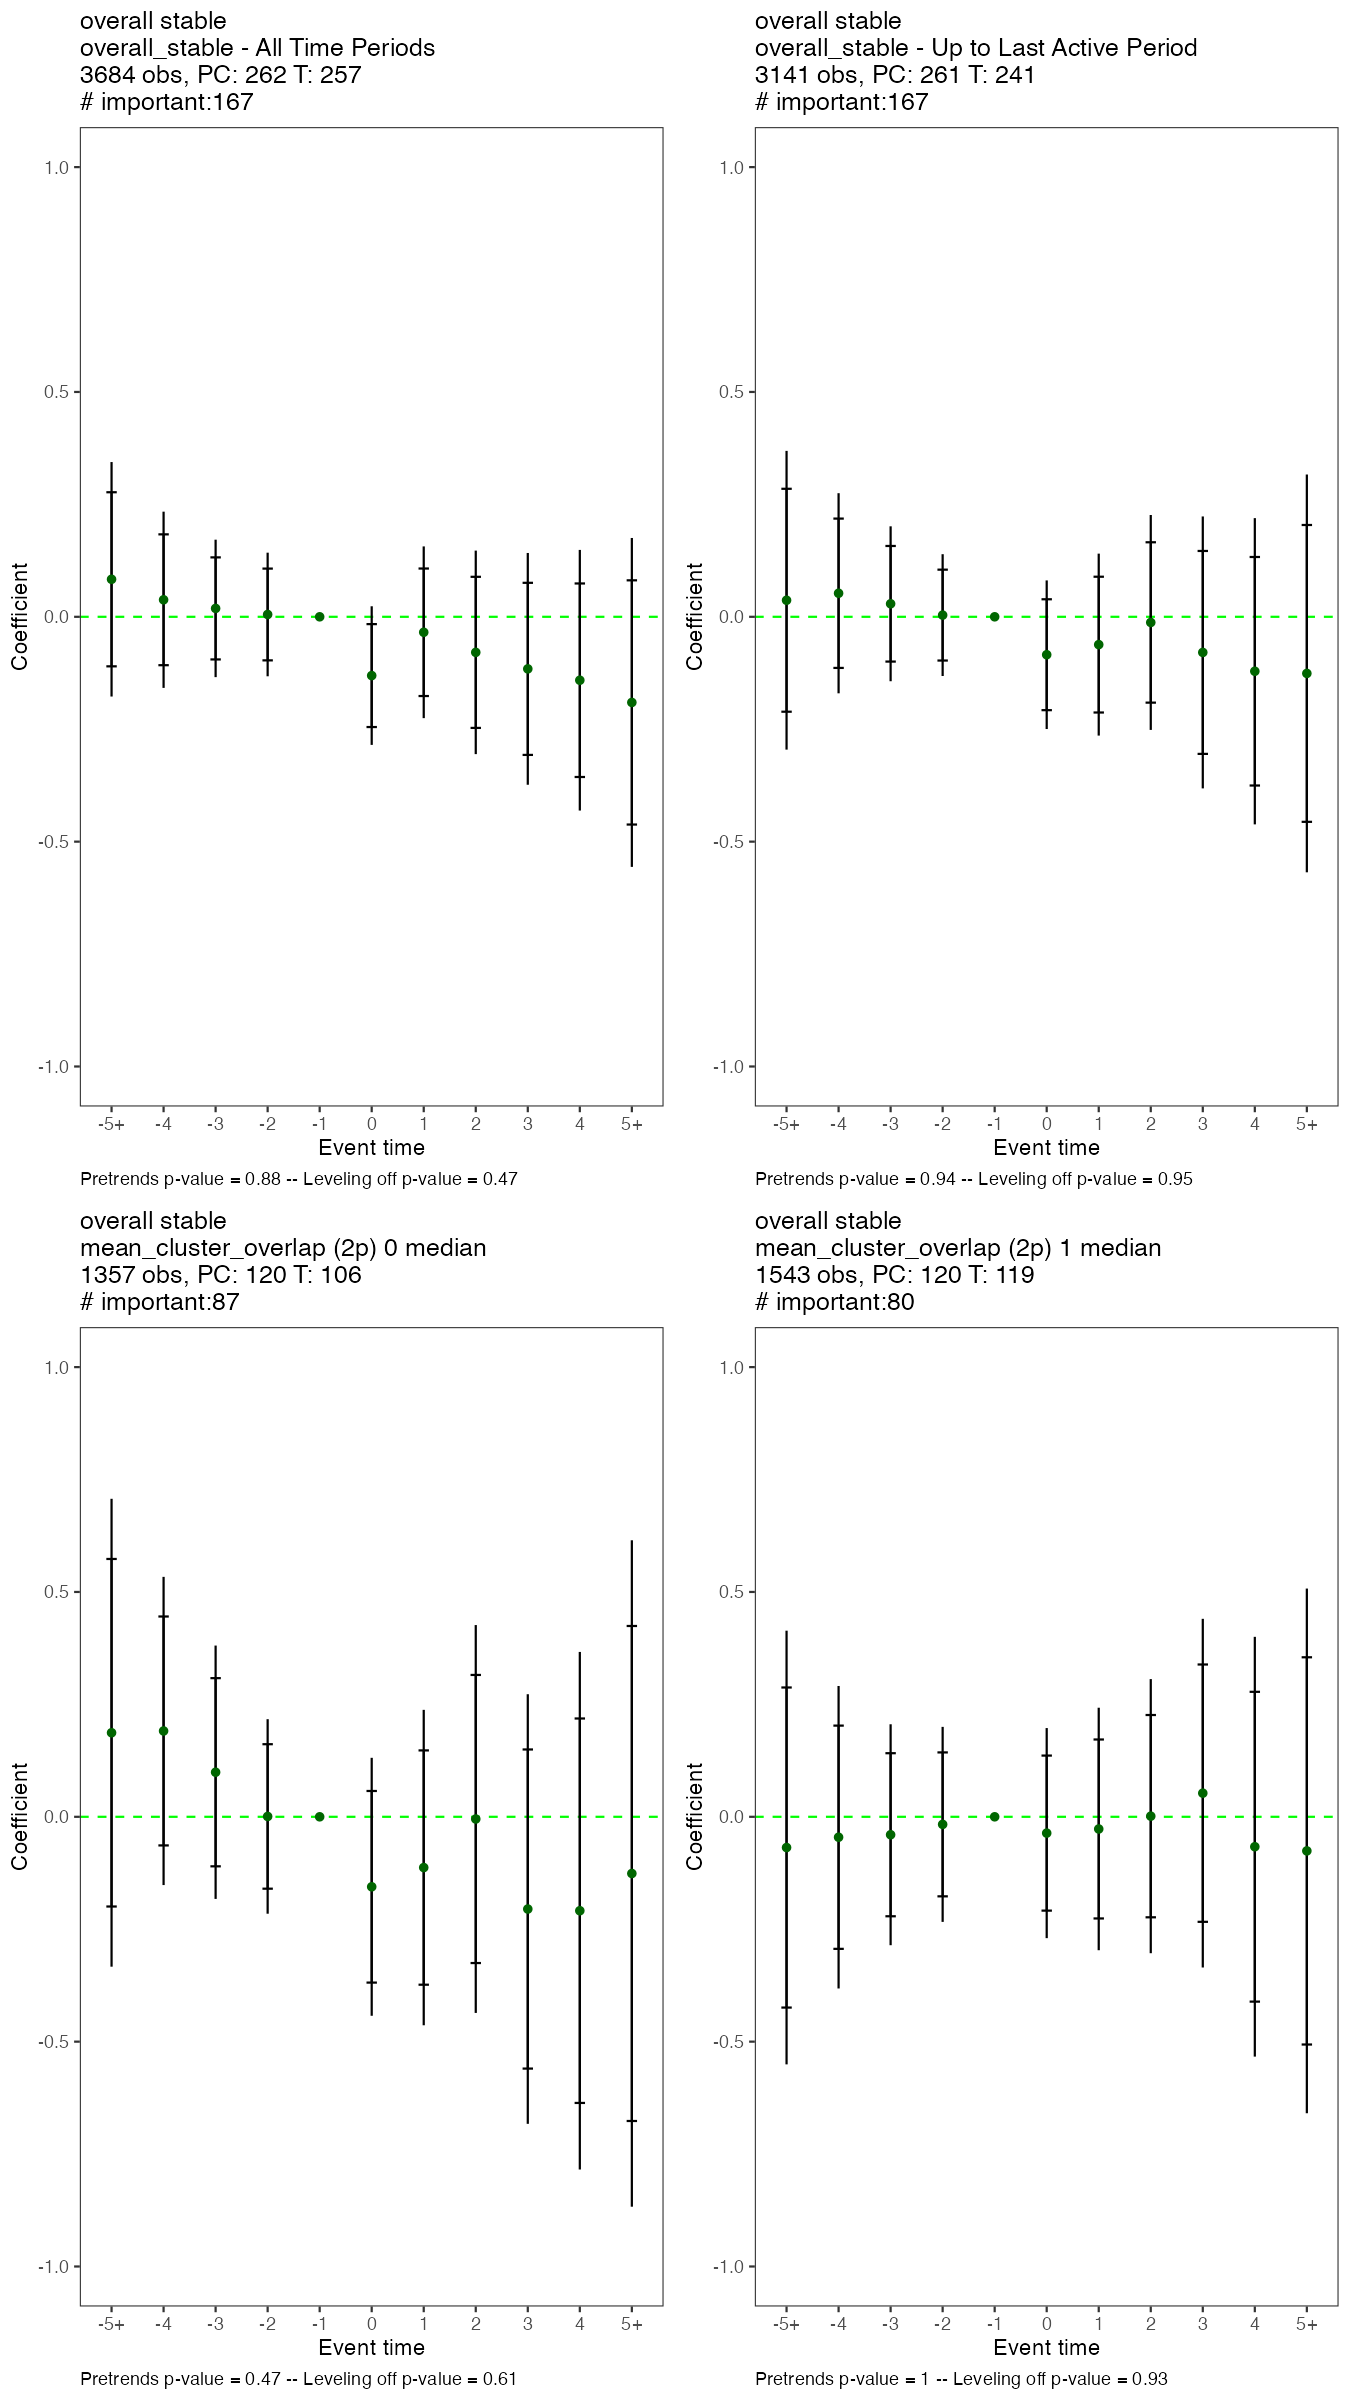 overall stable
overall_stable - All Time Periods
3684 obs, PC: 262 T: 257
# important:167
1.0
0.5
0.0
-0.5
-1.0
Coefficient
-5+ -4 -3 -2 -1 0 1 2 3 4 5+
Event time
Pretrends p-value = 0.88 -- Leveling off p-value = 0.47
overall stable
overall_stable - Up to Last Active Period
3141 obs, PC: 261 T: 241
# important:167
1.0
0.5
0.0
-0.5
-1.0
Coefficient
-5+ -4 -3 -2 -1 0 1 2 3 4 5+
Event time
Pretrends p-value = 0.94 -- Leveling off p-value = 0.95
overall stable
mean_cluster_overlap (2p) 0 median
1357 obs, PC: 120 T: 106
# important:87
1.0
0.5
0.0
-0.5
-1.0
Coefficient
-5+ -4 -3 -2 -1 0 1 2 3 4 5+
Event time
Pretrends p-value = 0.47 -- Leveling off p-value = 0.61
overall stable
mean_cluster_overlap (2p) 1 median
1543 obs, PC: 120 T: 119
# important:80
1.0
0.5
0.0
-0.5
-1.0
Coefficient
-5+ -4 -3 -2 -1 0 1 2 3 4 5+
Event time
Pretrends p-value = 1 -- Leveling off p-value = 0.93